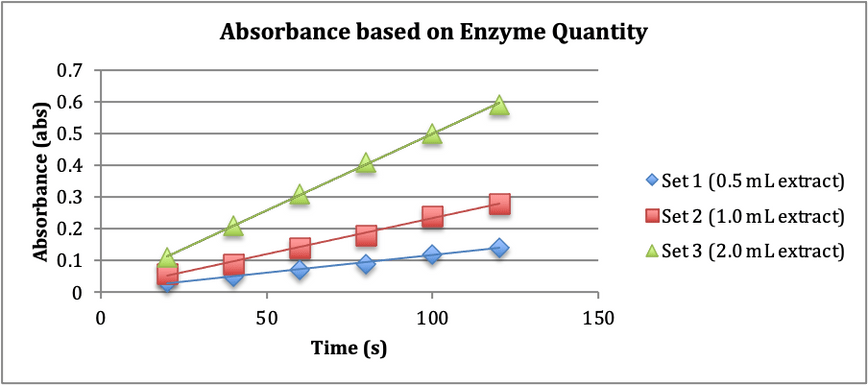 Absorbance based on Enzyme Quantity
0.7
0.6
0.5
0.4
0.3
0.2
0.1
0
Absorbance (abs)
0 50 100 150
Time (s)
Set 1 (0.5 mL extract)
Set 2 (1.0 mL extract)
Set 3 (2.0 mL extract)